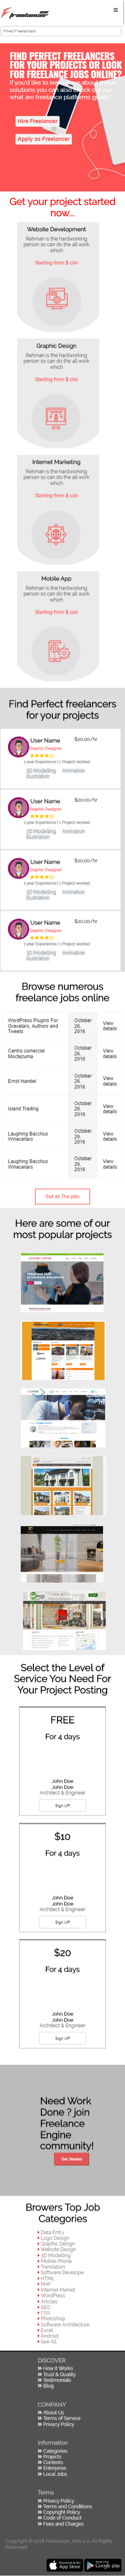 freelancer
Fined Freelancers
FIND PERFECT FREELANCERS
FOR YOUR PROJECTS OR LOOK
FOR FREELANCE JOBS ONLINE?
If you'd like to learn more about these
solutions you can also check out our
what are freelance platforms guide?
Hire Freelancer
Apply as Freelancer
Get your project started
now...
Website Development
Rehman is the hardworking
person so can do the all work
which
Starting from $ 100
Graphic Design
Rehman is the hardworking
person so can do the all work
which
Starting from $ 100
Internet Marketing
Rehman is the hardworking
person so can do the all work
which
Starting from $ 100
Mobile App
Rehman is the hardworking
person so can do the all work
which
Starting from $ 100
Find Perfect freelancers
for your projects
User Name $20.00/hr
Graphic Designer
1 year Experience | 1 Project worked
3D Modelling Animation
Illustration
User Name $20.00/hr
Graphic Designer
1 year Experience | 1 Project worked
3D Modelling Animation
Illustration
User Name $20.00/hr
Graphic Designer
1 year Experience | 1 Project worked
3D Modelling Animation
Illustration
User Name $20.00/hr
Graphic Designer
1 year Experience | 1 Project worked
3D Modelling Animation
Illustration
Browse numerous
freelance jobs online
WordPress Plugins For
Gravatars, Authors and
Tweets
October
26,
2016
View
details
Centro comercial
Moctezuma
October
26,
2016
View
details
Ernst Handel
October
26,
2016
View
details
Island Trading
October
26,
2016
View
details
Laughing Bacchus
Winecellars
October
26,
2016
View
details
Laughing Bacchus
Winecellars
October
26,
2016
View
details
Sell all The jobs
Here are some of our
most popular projects
Select the Level of
Service You Need For
Your Project Posting
FREE
For 4 days
John Doe
John Doe
Architect & Engineer
Sign UP
$10
For 4 days
John Doe
John Doe
Architect & Engineer
Sign UP
$20
For 4 days
John Doe
John Doe
Architect & Engineer
Sign UP
Need Work
Done ? join
Freelance
Engine
community!
Get Started
Browers Top Job
Categories
Data Entry
Logo Design
Graphic Design
Website Design
3D Modelling
Mobile Phone
Translation
Software Develope
HTML
PHP
Internet Market
WordPress
Articles
SEO
CSS
Photoshop
Software Architecture
Excel
Android
See All
DISCOVER
How it Works
Trust & Quality
Testimonials
Blog
COMPANY
About Us
Terms of Service
Privacy Policy
Information
Categories
Projects
Contests
Enterprise
Local Jobs
Terms
Privacy Policy
Terms and Conditions
Copyright Policy
Code of Conduct
Fees and Charges
Copyright © 2018 Freelancer Jobs 4 u. All Rights
Reserved.
App Store
Google play